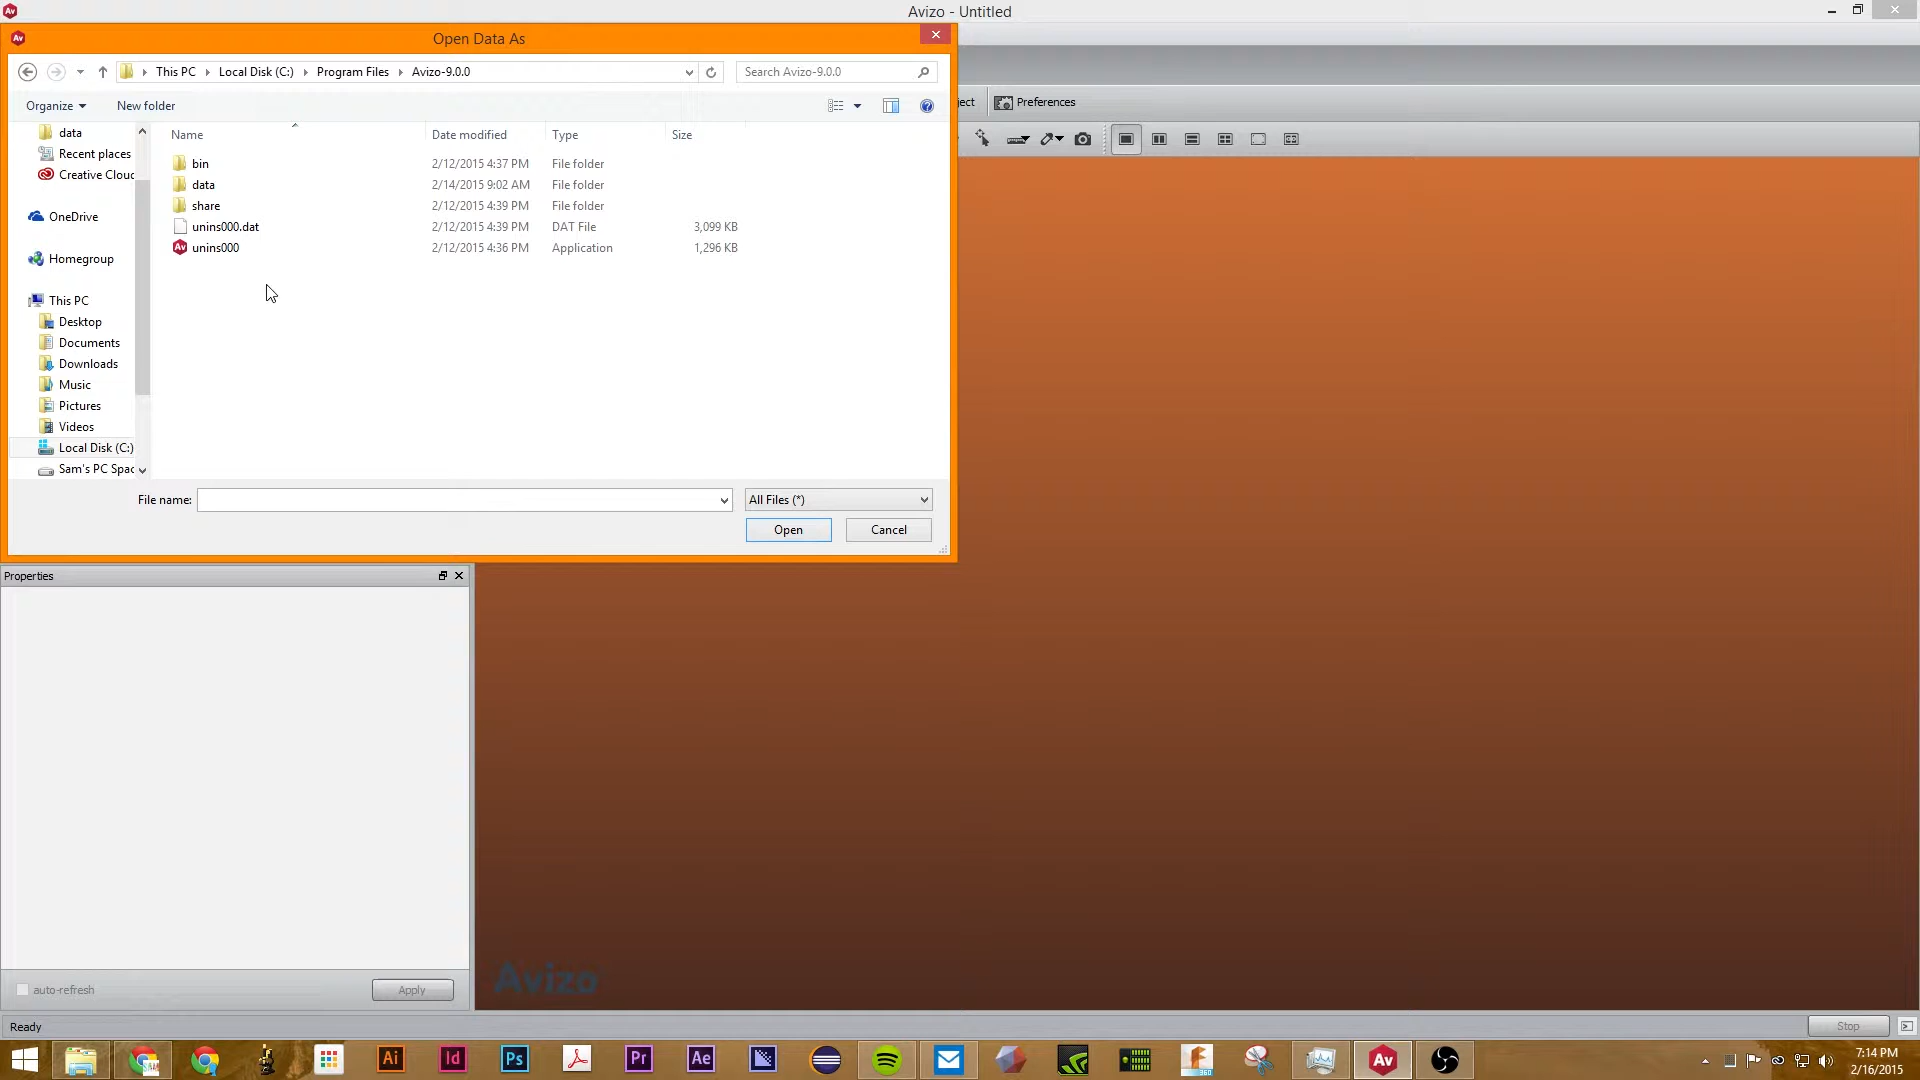 Avizo - Untitled
Open Data As
This PC
Local Disk (C:)
Program Files
Avizo-9.0.0
Search Avizo-9.0.0
Organize
New folder
ject
Preferences
Name
Date modified
Type
Size
data
Recent places
Creative Cloud
OneDrive
Homegroup
This PC
Desktop
Documents
Downloads
Music
Pictures
Videos
Local Disk (C:)
Sam's PC Spac
bin 2/12/2015 4:37 PM File folder
data 2/14/2015 9:02 AM File folder
share 2/12/2015 4:39 PM File folder
unins000.dat 2/12/2015 4:39 PM DAT File 3,099 KB
unins000 2/12/2015 4:36 PM Application 1,296 KB
File name:
All Files (*)
Open
Cancel
Properties
auto-refresh
Apply
Avizo
Ready
Stop
Ai
Id
Ps
Pr
Ae
Av
7:14 PM
2/16/2015